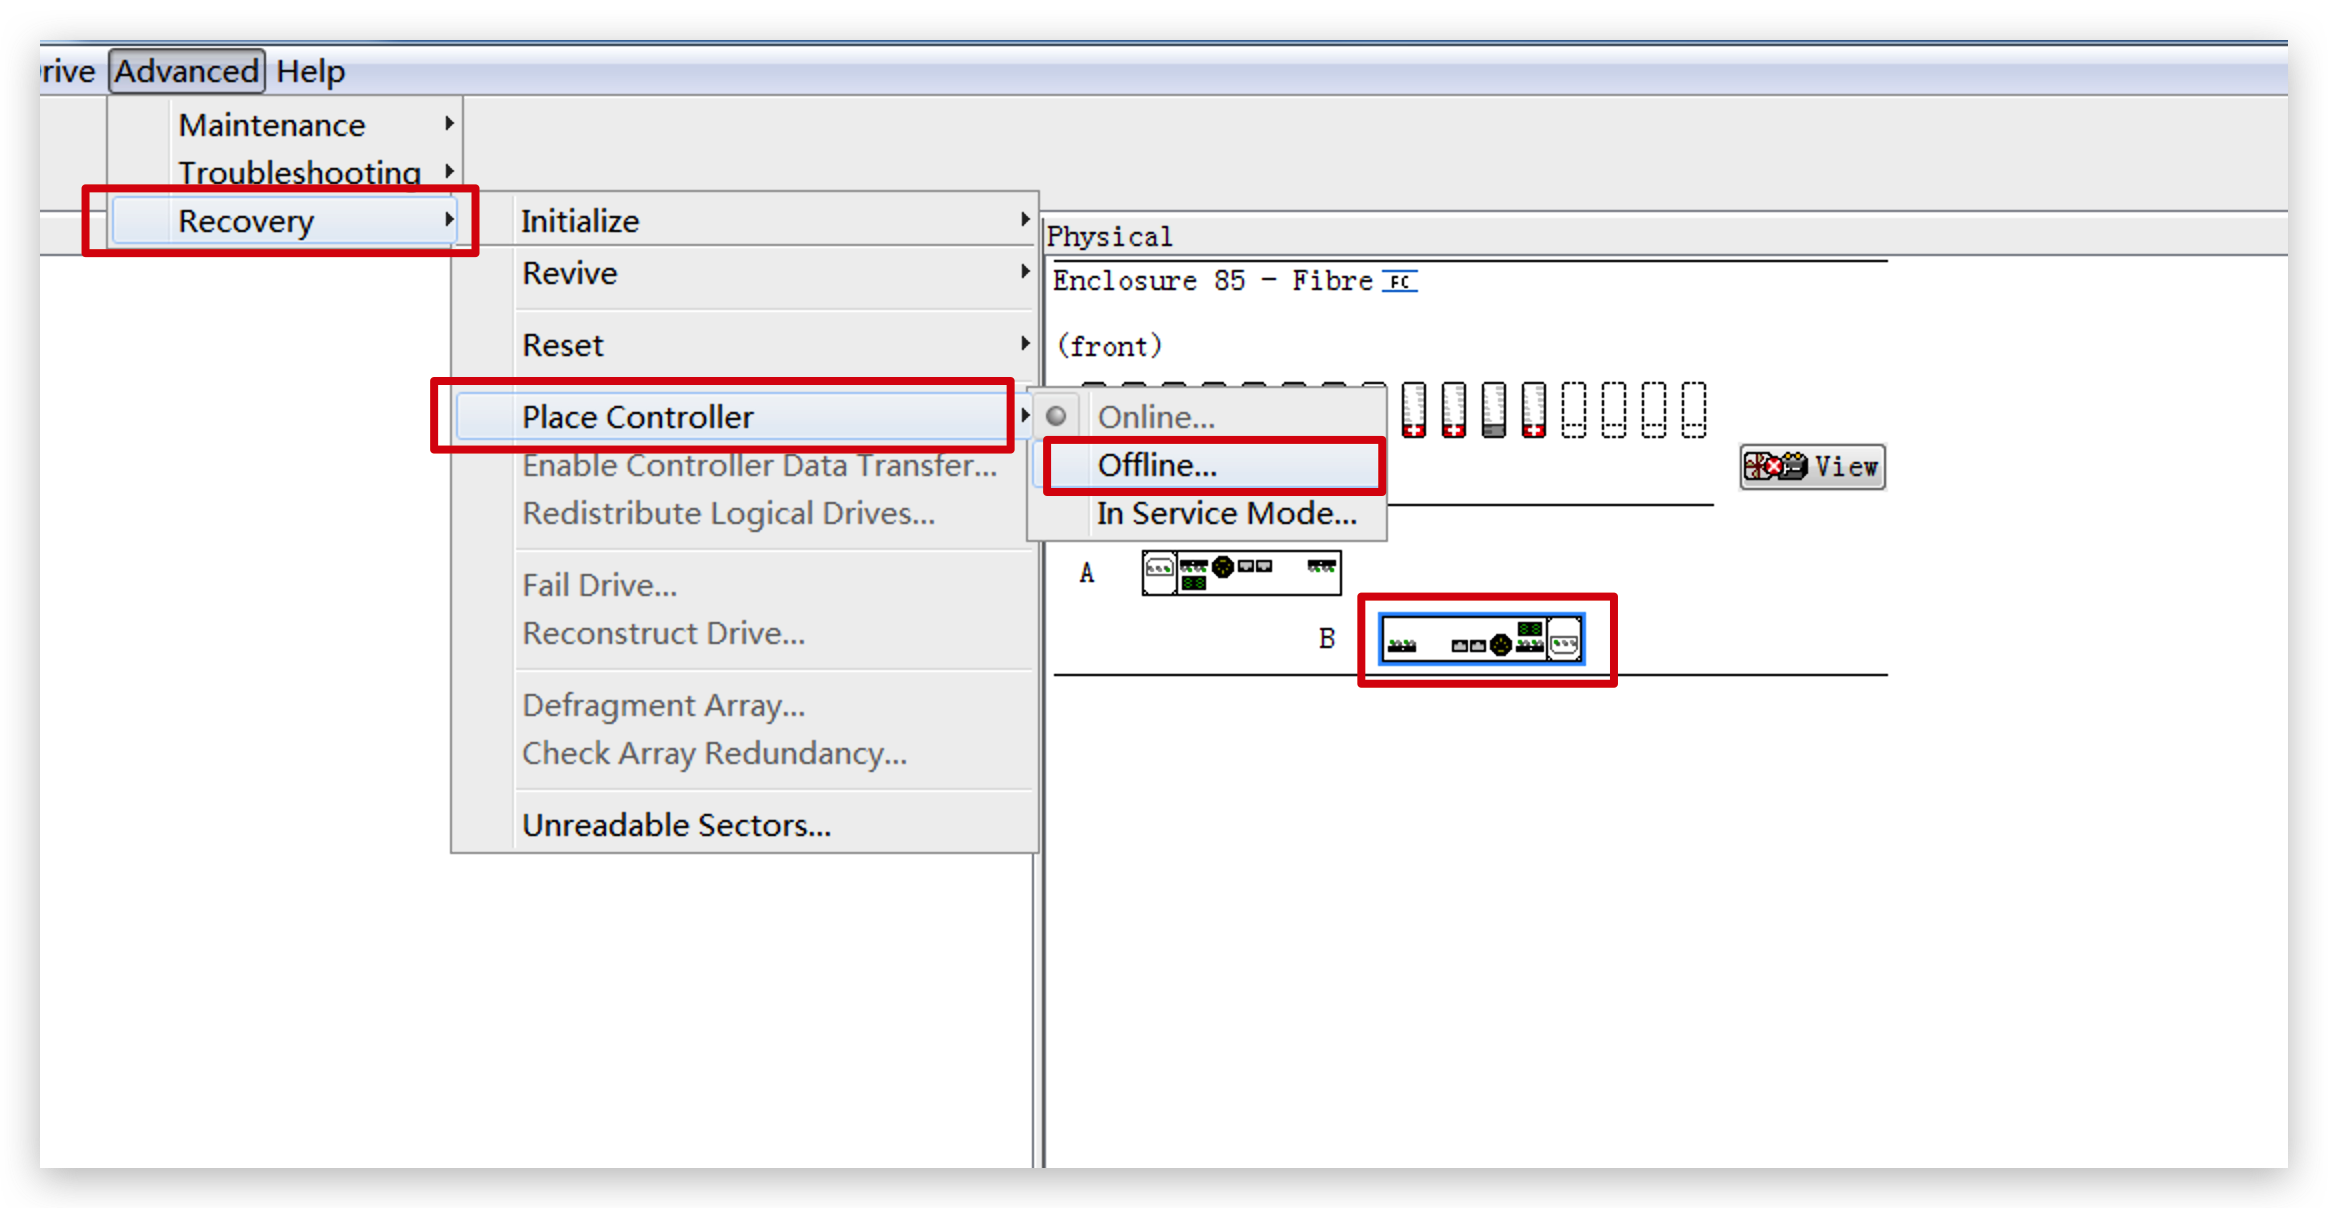 rive Advanced Help
Maintenance
Troubleshooting
Recovery
Initialize
Revive
Reset
Place Controller
Enable Controller Data Transfer...
Redistribute Logical Drives...
Fail Drive...
Reconstruct Drive...
Defragment Array...
Check Array Redundancy...
Unreadable Sectors...
Online...
Offline...
In Service Mode...
Physical
Enclosure 85 - Fibre FC
(front)
View
A
B